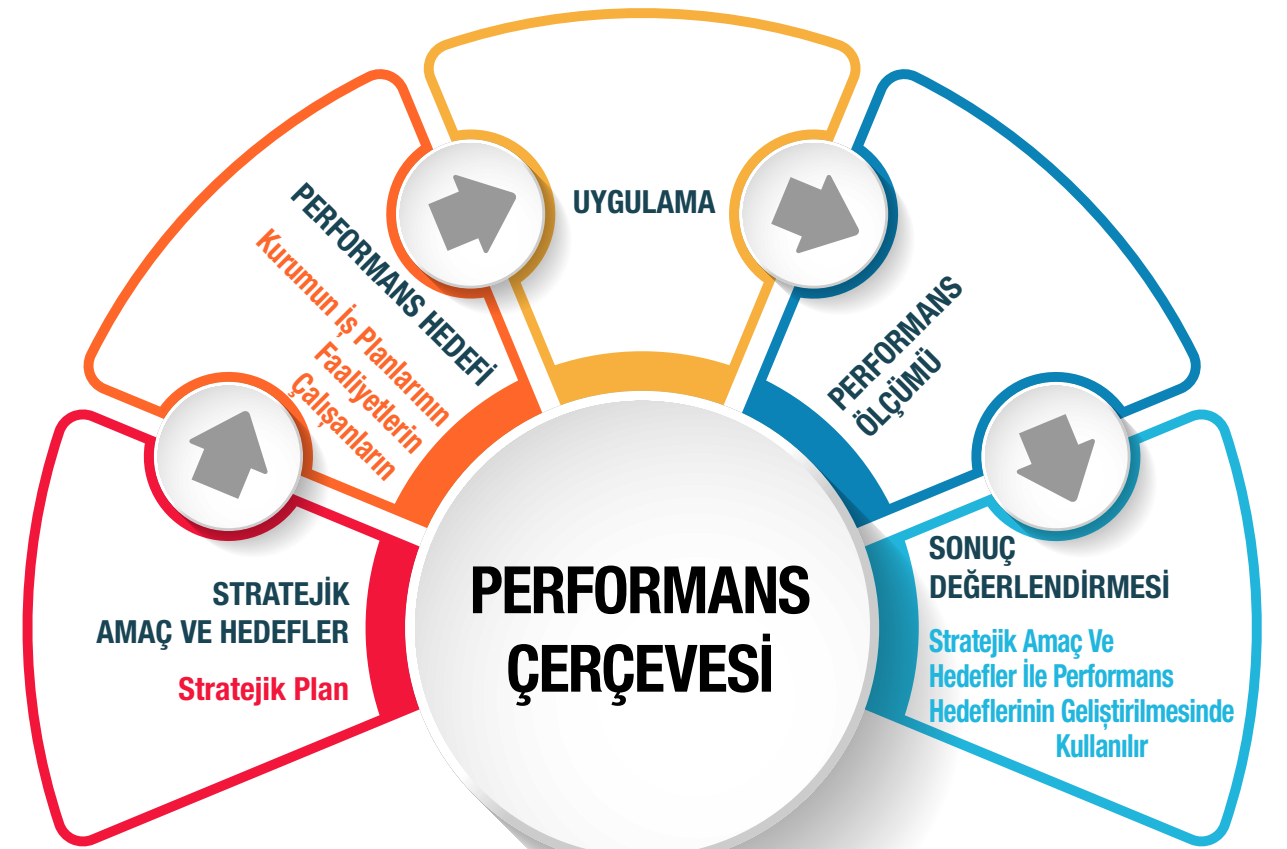 STRATEJİK
AMAÇ VE HEDEFLER
Stratejik Plan
PERFORMANS HEDEFİ
Kurumun İş Planlarının
Faaliyetlerin
Çalışanların
UYGULAMA
PERFORMANS
ÖLÇÜMÜ
SONUÇ
DEĞERLENDİRMESİ
Stratejik Amaç Ve
Hedefler İle Performans
Hedeflerinin Geliştirilmesinde
Kullanılır
PERFORMANS
ÇERÇEVESİ